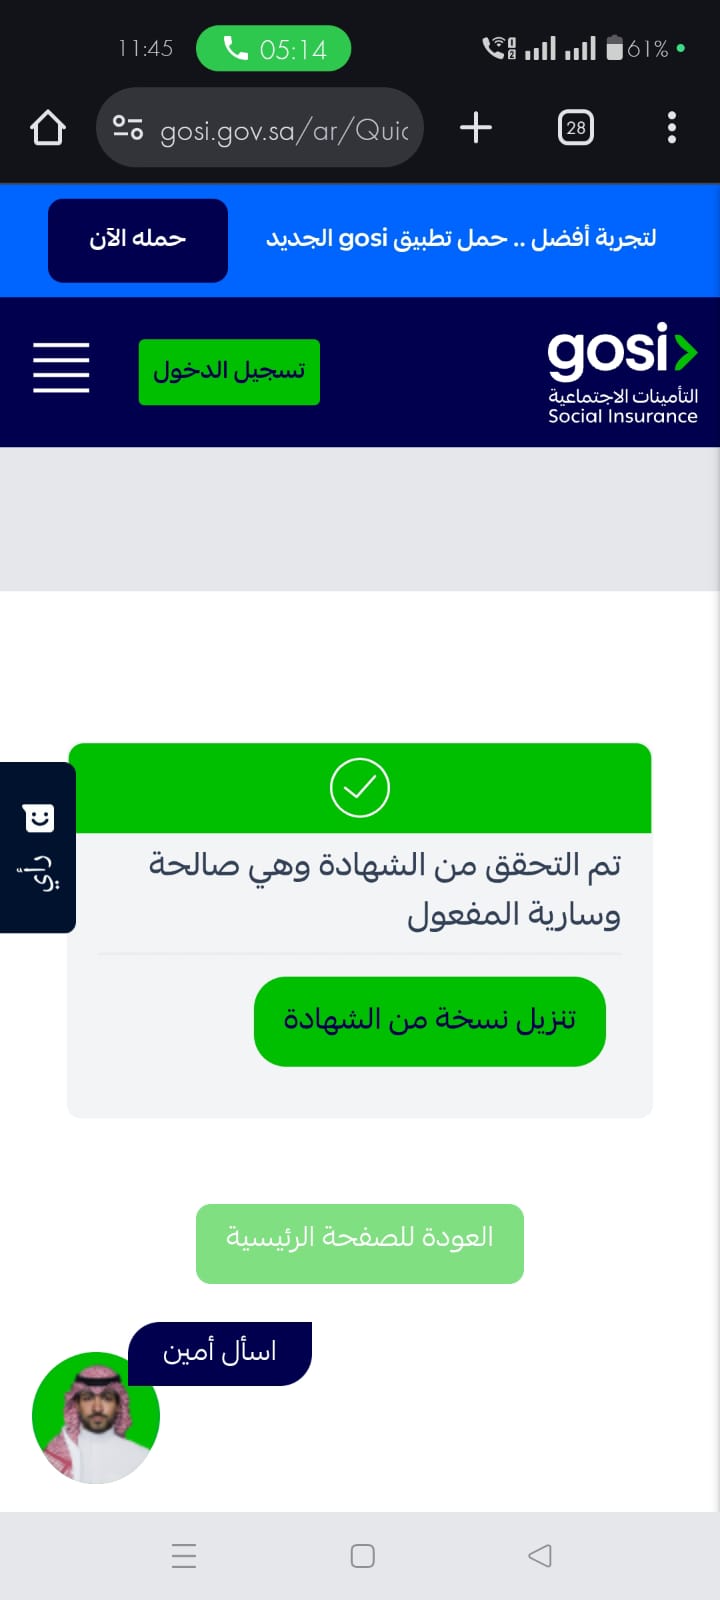 11:45
05:14
61%
gosi.gov.sa/ar/Quic
28
لتجربة أفضل .. حمل تطبيق gosi الجديد
حمله الآن
gosi
التأمينات الاجتماعية
Social Insurance
تسجيل الدخول
رأي
تم التحقق من الشهادة وهي صالحة
وسارية المفعول
تنزيل نسخة من الشهادة
العودة للصفحة الرئيسية
اسأل أمين